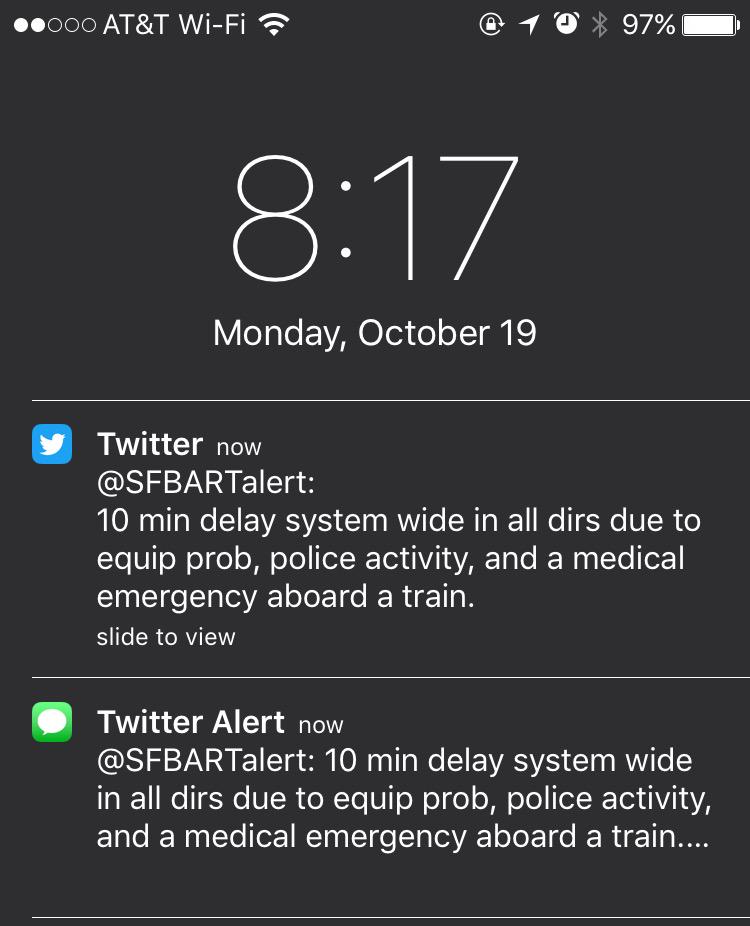 AT&T Wi-Fi 97%
8:17
Monday, October 19
Twitter now
@SFBARTalert:
10 min delay system wide in all dirs due to
equip prob, police activity, and a medical
emergency aboard a train.
slide to view
Twitter Alert now
@SFBARTalert: 10 min delay system wide
in all dirs due to equip prob, police activity,
and a medical emergency aboard a train....